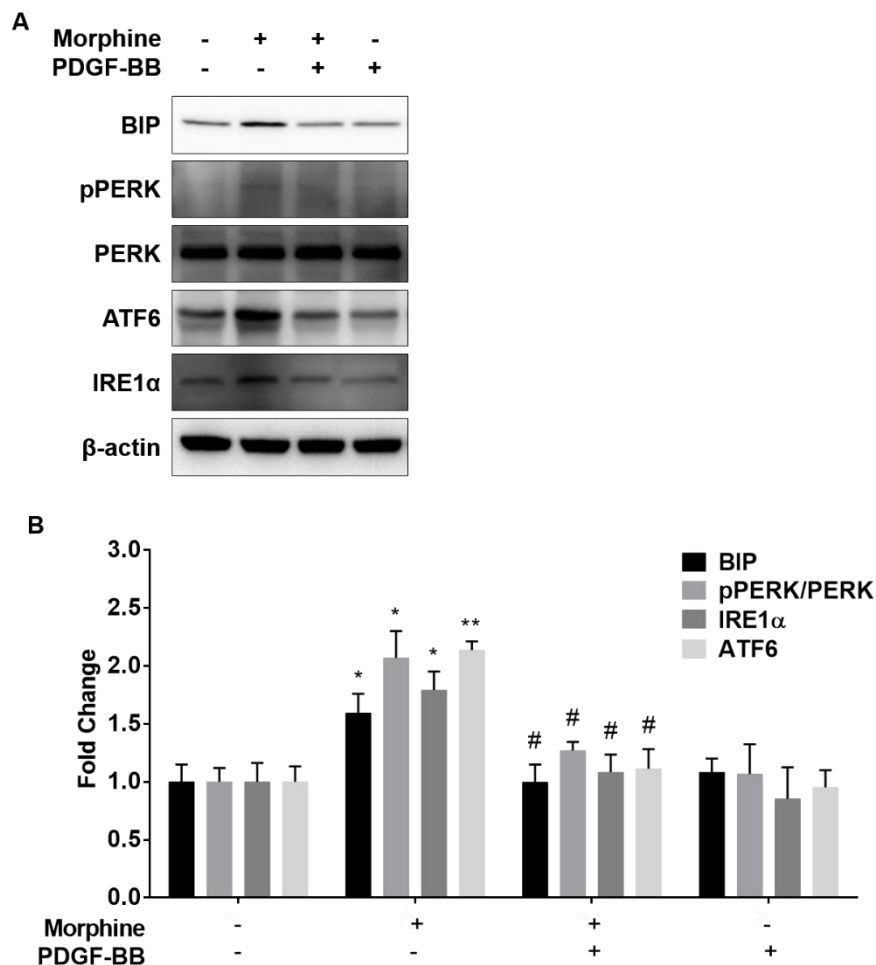 A
Morphine - + + -
PDGF-BB - - + +
BIP
pPERK
PERK
ATF6
IRE1α
β-actin
B
3.0
2.5
2.0
1.5
1.0
0.5
0.0
Fold Change
BIP
pPERK/PERK
IRE1α
ATF6
* * * **
# # # #
Morphine - + + -
PDGF-BB - - + +